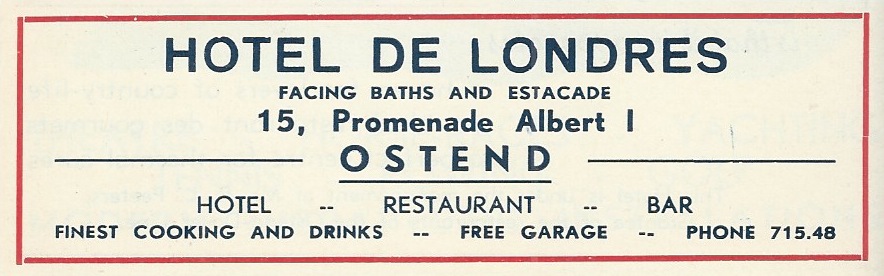 HOTEL DE LONDRES
FACING BATHS AND ESTACADE
15, Promenade Albert I
OSTEND
HOTEL -- RESTAURANT -- BAR
FINEST COOKING AND DRINKS -- FREE GARAGE -- PHONE 715.48